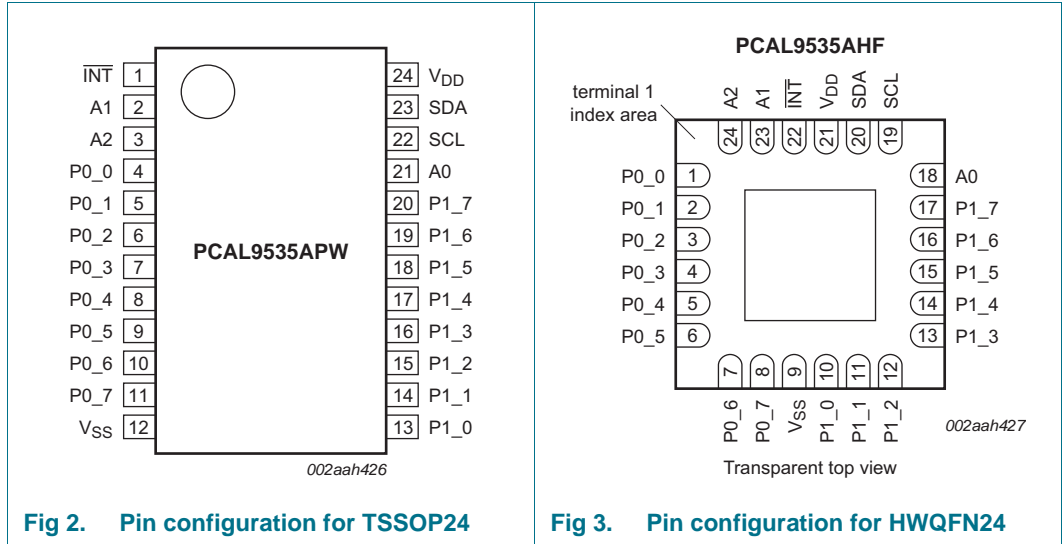 INT 1
A1 2
A2 3
P0_0 4
P0_1 5
P0_2 6
P0_3 7
P0_4 8
P0_5 9
P0_6 10
P0_7 11
VSS 12
PCAL9535APW
24 VDD
23 SDA
22 SCL
21 A0
20 P1_7
19 P1_6
18 P1_5
17 P1_4
16 P1_3
15 P1_2
14 P1_1
13 P1_0
002aah426
Fig 2. Pin configuration for TSSOP24
PCAL9535AHF
terminal 1
index area
A2 A1 INT VDD SDA SCL
24 23 22 21 20 19
P0_0 1
P0_1 2
P0_2 3
P0_3 4
P0_4 5
P0_5 6
18 A0
17 P1_7
16 P1_6
15 P1_5
14 P1_4
13 P1_3
7 8 9 10 11 12
P0_6 P0_7 VSS P1_0 P1_1 P1_2
002aah427
Transparent top view
Fig 3. Pin configuration for HWQFN24